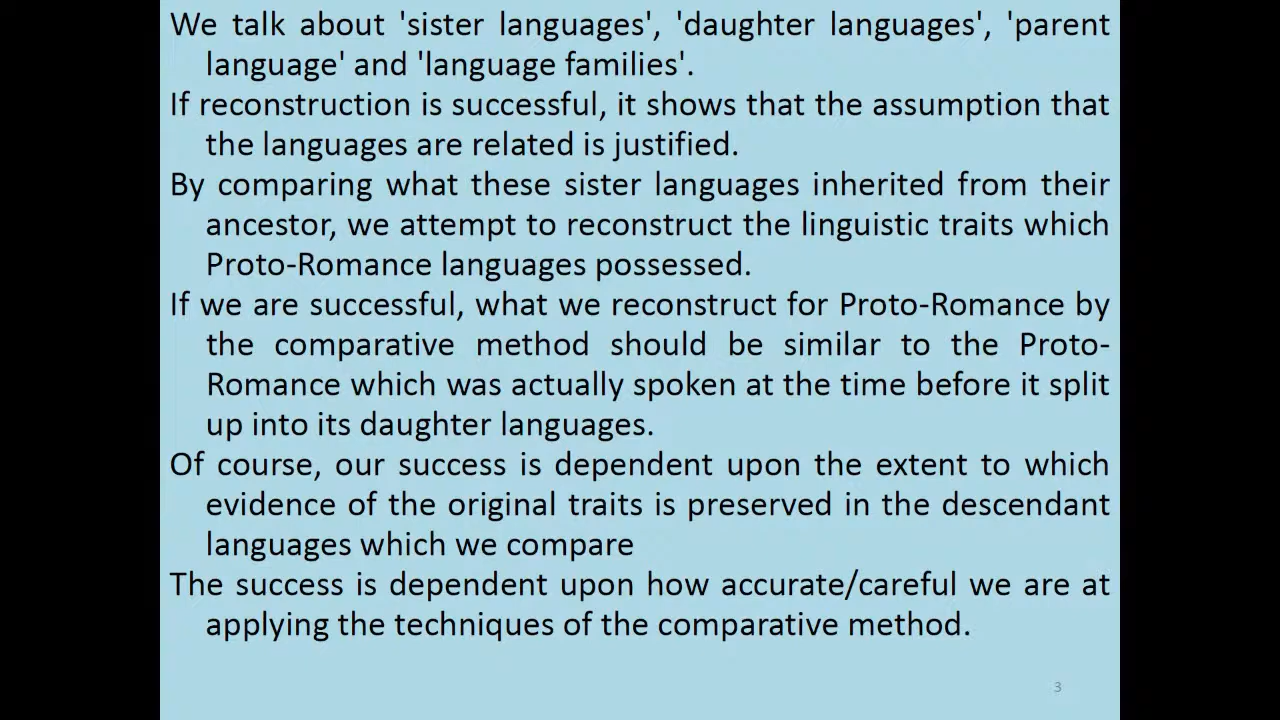 We talk about 'sister languages', 'daughter languages', 'parent
language' and 'language families'.
If reconstruction is successful, it shows that the assumption that
the languages are related is justified.
By comparing what these sister languages inherited from their
ancestor, we attempt to reconstruct the linguistic traits which
Proto-Romance languages possessed.
If we are successful, what we reconstruct for Proto-Romance by
the comparative method should be similar to the Proto-
Romance which was actually spoken at the time before it split
up into its daughter languages.
Of course, our success is dependent upon the extent to which
evidence of the original traits is preserved in the descendant
languages which we compare
The success is dependent upon how accurate/careful we are at
applying the techniques of the comparative method.
3